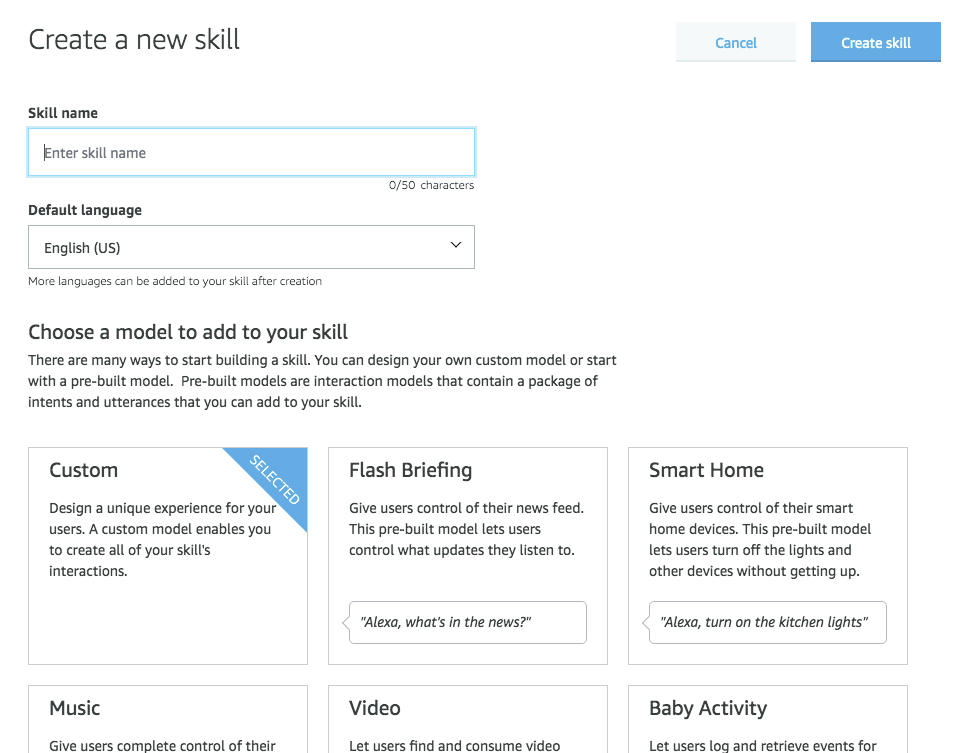 Create a new skill
Cancel
Create skill
Skill name
Enter skill name
0/50 characters
Default language
English (US)
More languages can be added to your skill after creation
Choose a model to add to your skill
There are many ways to start building a skill. You can design your own custom model or start
with a pre-built model.  Pre-built models are interaction models that contain a package of
intents and utterances that you can add to your skill.
Custom
SELECTED
Design a unique experience for your
users. A custom model enables you
to create all of your skill's
interactions.
Flash Briefing
Give users control of their news feed.
This pre-built model lets users
control what updates they listen to.
"Alexa, what's in the news?"
Smart Home
Give users control of their smart
home devices. This pre-built model
lets users turn off the lights and
other devices without getting up.
"Alexa, turn on the kitchen lights"
Music
Give users complete control of their
Video
Let users find and consume video
Baby Activity
Let users log and retrieve events for